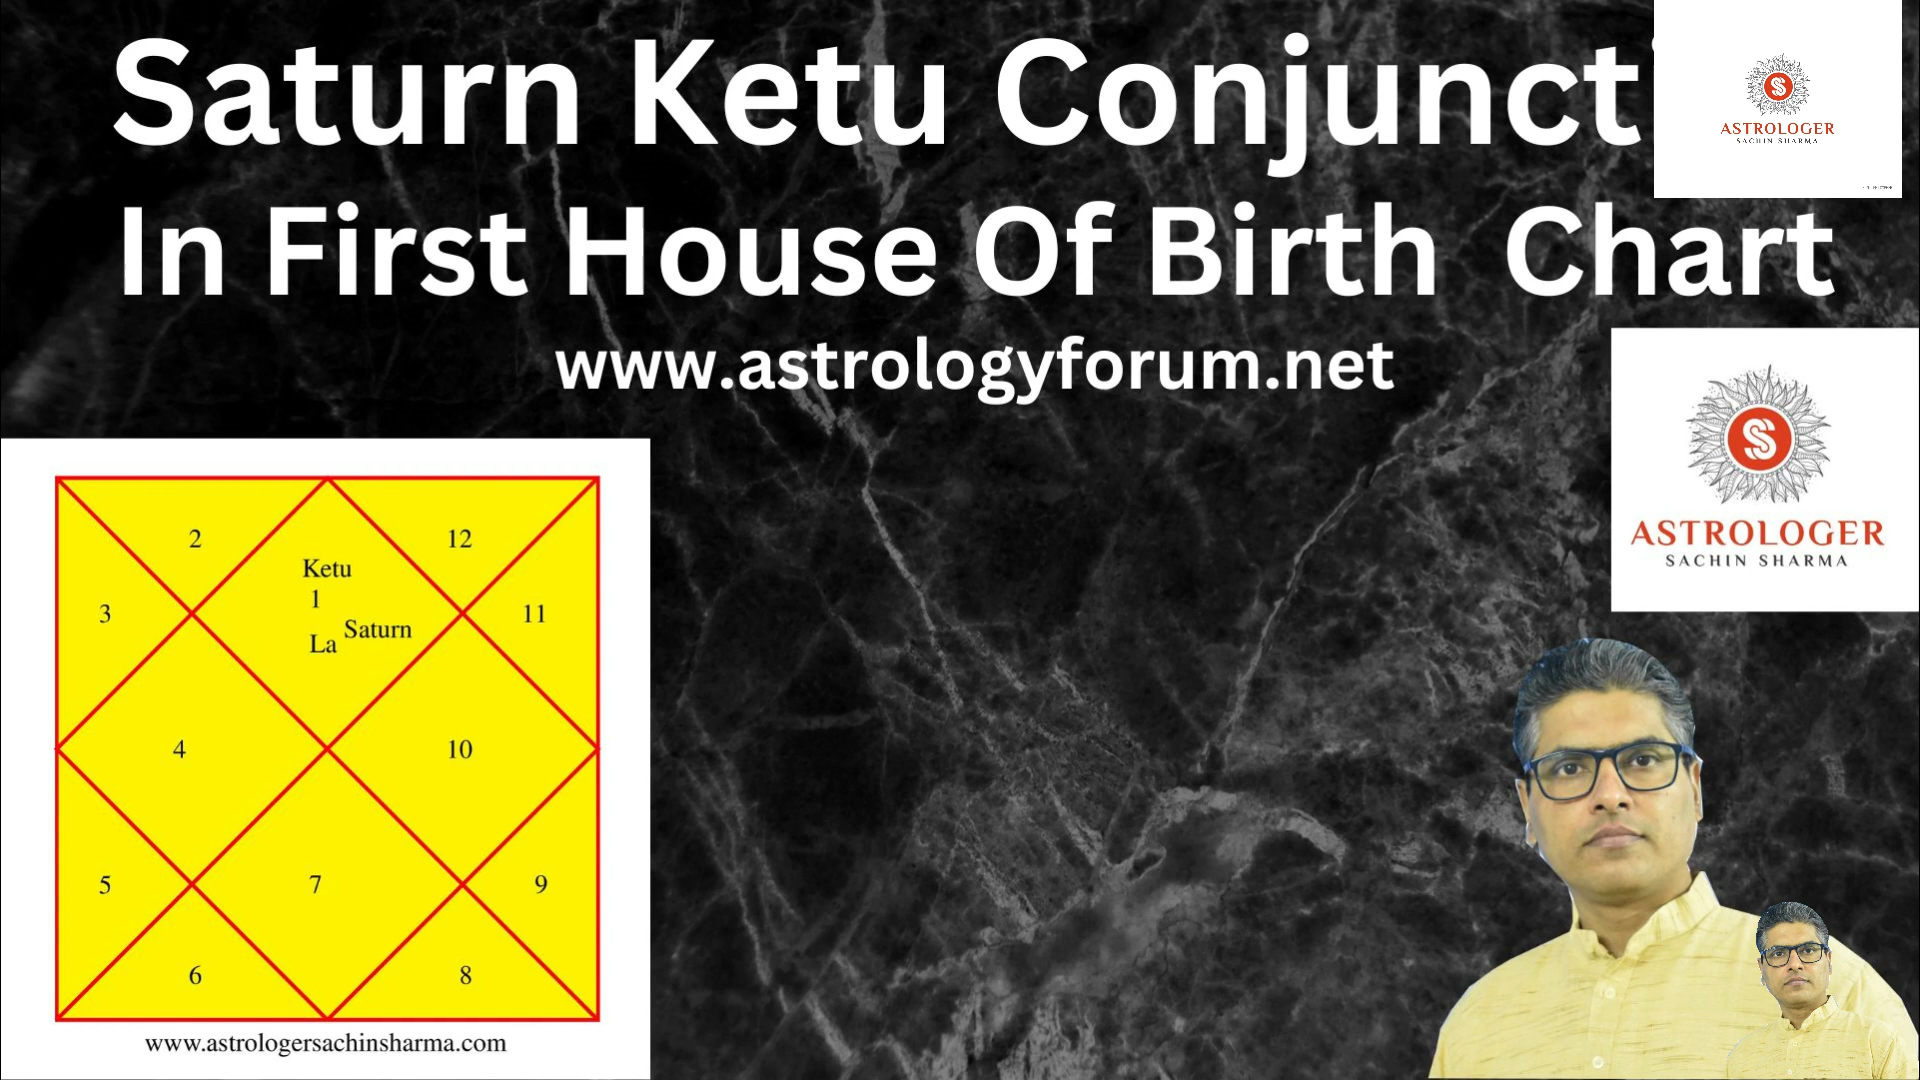 Saturn Ketu Conjuncti
In First House Of Birth Chart
www.astrologyforum.net
ASTROLOGER
SACHIN SHARMA
ASTROLOGER
SACHIN SHARMA
2
12
Ketu
1
3
11
Saturn
La
4
10
5
7
9
6
8
www.astrologersachinsharma.com